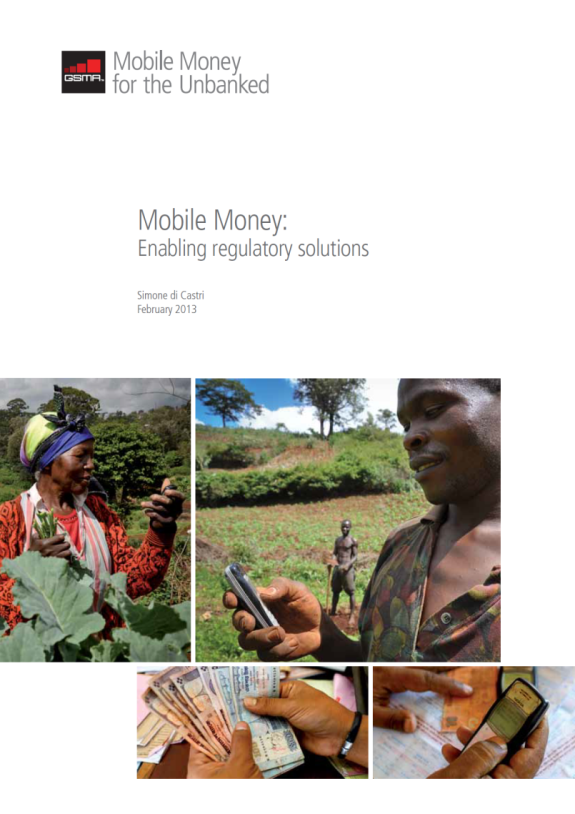 GSMA
Mobile Money
for the Unbanked
Mobile Money:
Enabling regulatory solutions
Simone di Castri
February 2013